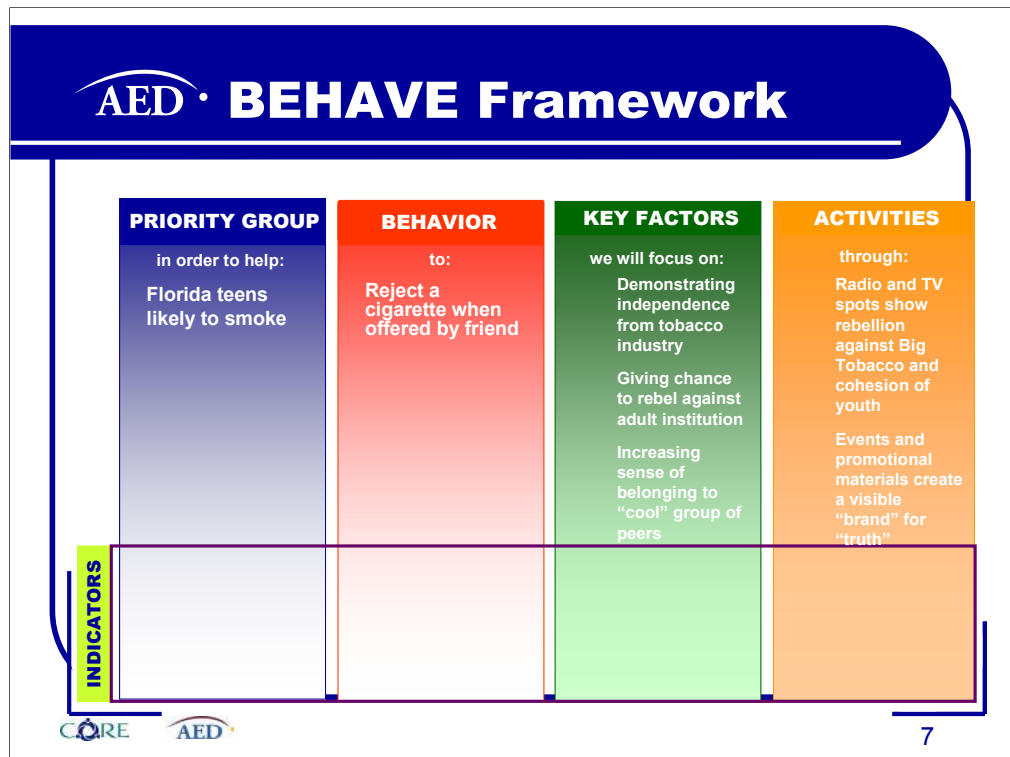 AED BEHAVE Framework
PRIORITY GROUP
in order to help:
Florida teens
likely to smoke
BEHAVIOR
to:
Reject a
cigarette when
offered by friend
KEY FACTORS
we will focus on:
Demonstrating
independence
from tobacco
industry
Giving chance
to rebel against
adult institution
Increasing
sense of
belonging to
“cool” group of
peers
ACTIVITIES
through:
Radio and TV
spots show
rebellion
against Big
Tobacco and
cohesion of
youth
Events and
promotional
materials create
a visible
“brand” for
“truth”
INDICATORS
CORE
AED
7